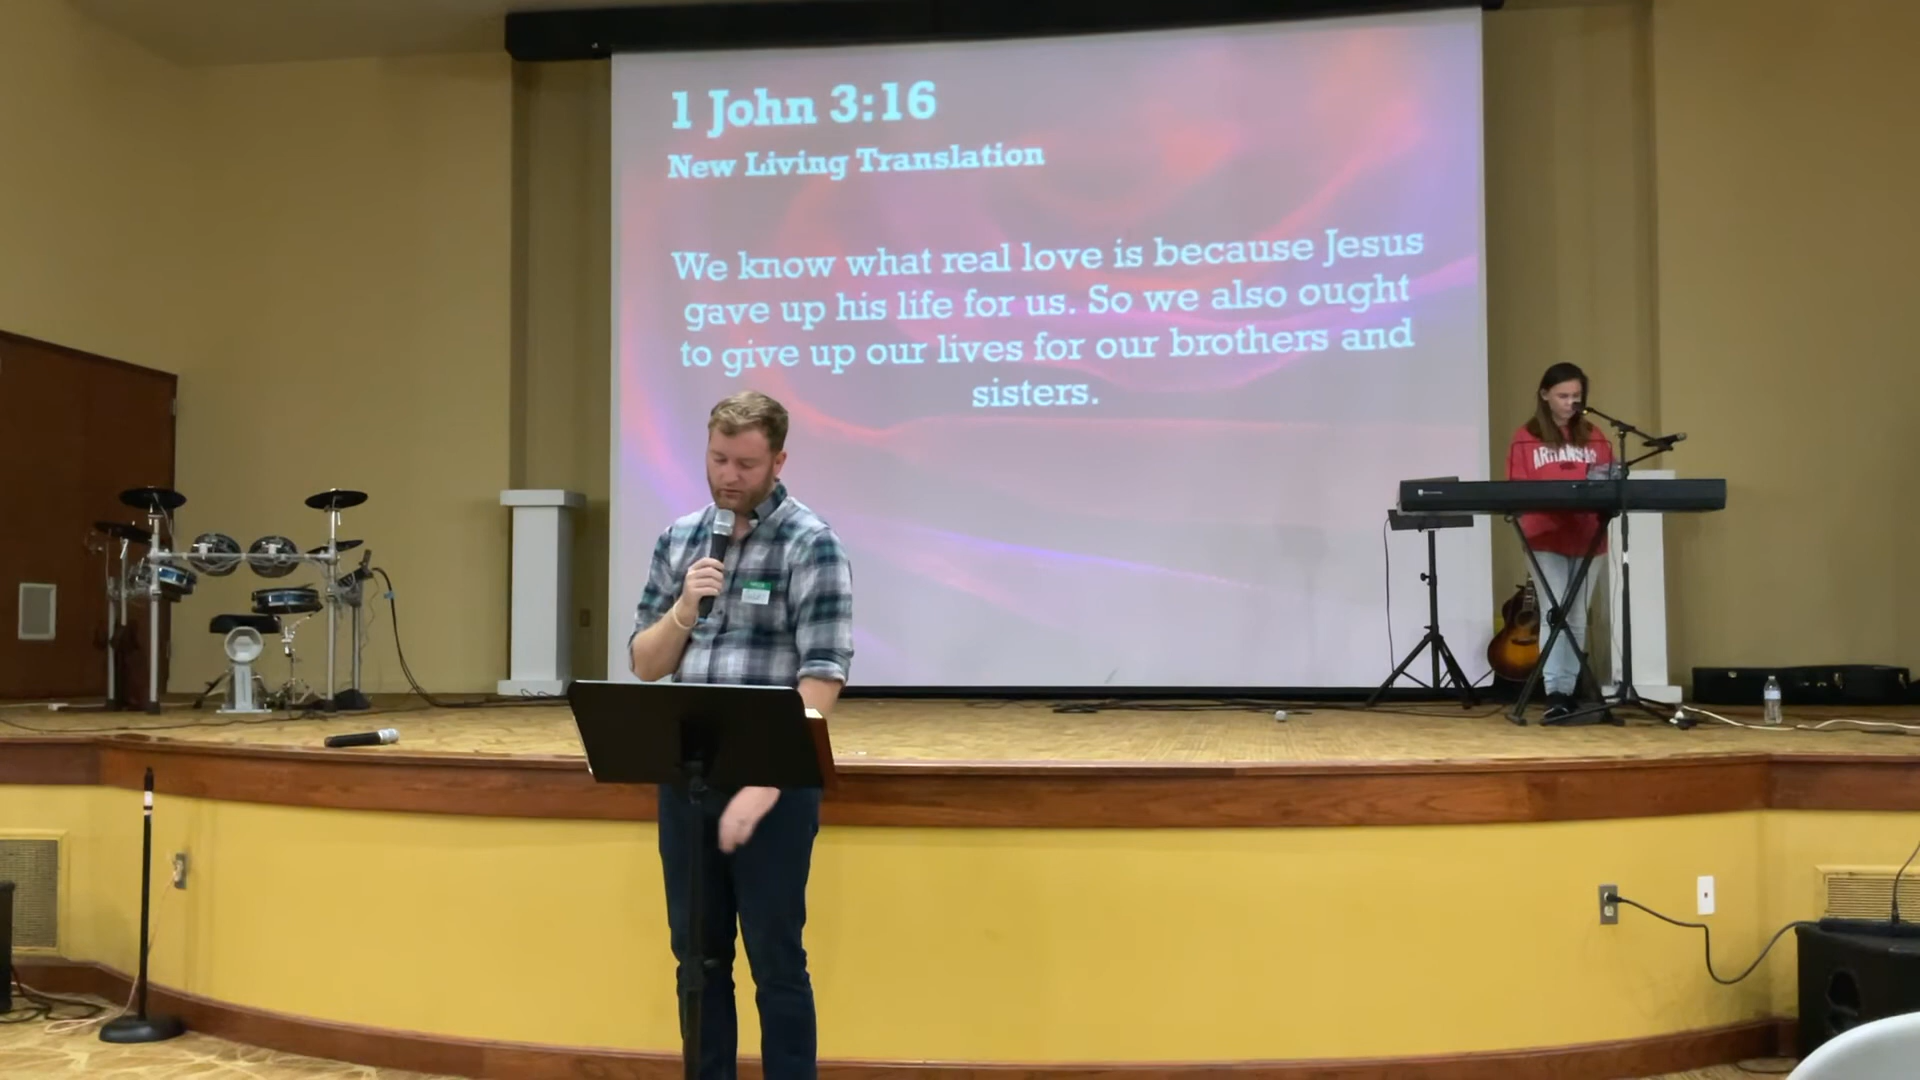 1 John 3:16
New Living Translation
We know what real love is because Jesus
gave up his life for us. So we also ought
to give up our lives for our brothers and
sisters.